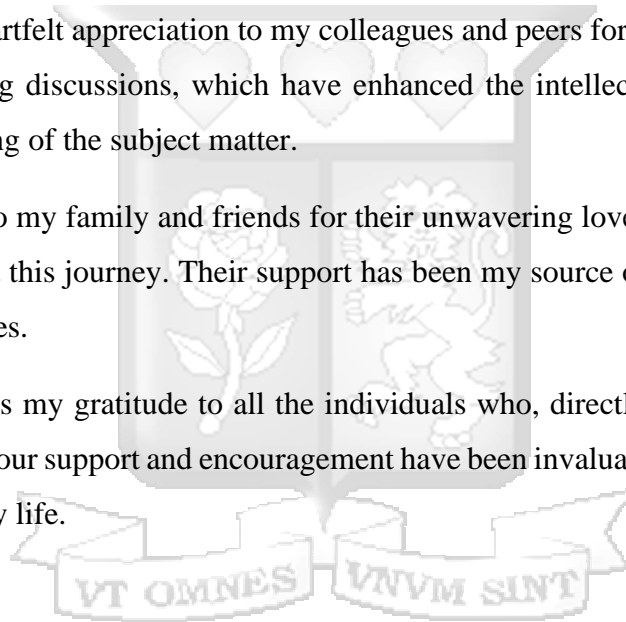 artfelt appreciation to my colleagues and peers for
g discussions, which have enhanced the intellec
ng of the subject matter.
o my family and friends for their unwavering love
this journey. Their support has been my source o
es.
s my gratitude to all the individuals who, directl
our support and encouragement have been invalua
y life.
VT OMNES VNVM SINT